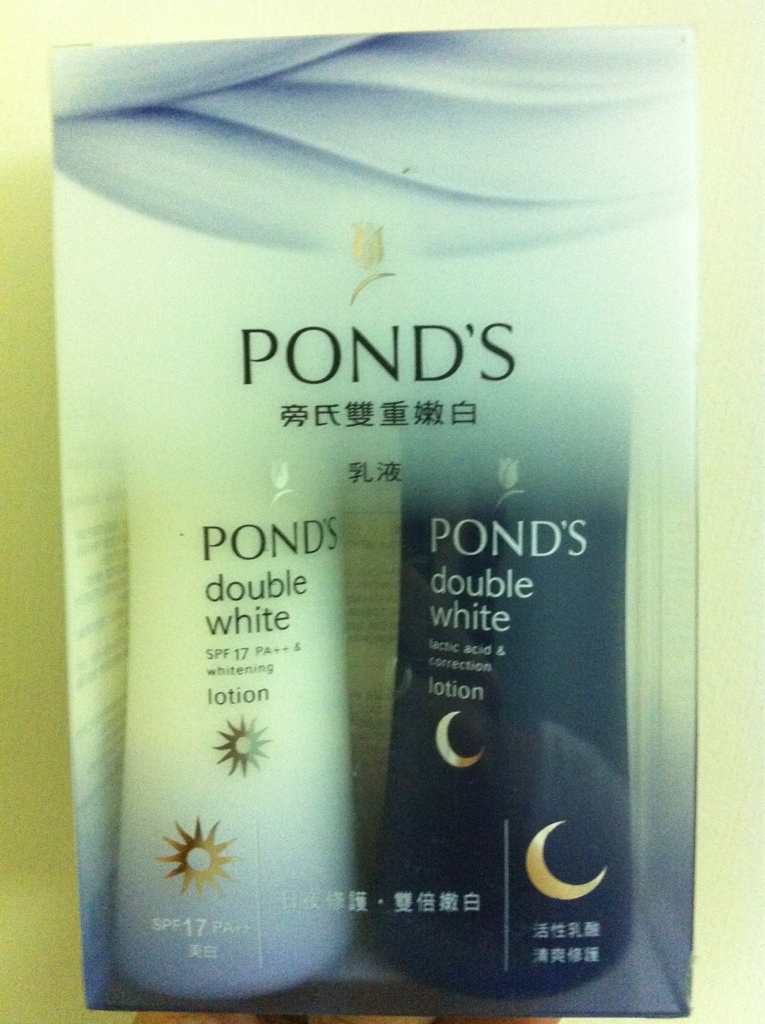 POND'S
旁氏雙重嫩白
乳液
POND'S
double
white
SPF 17 PA++ &
whitening
lotion
POND'S
double
white
lactic acid &
correction
lotion
日夜修護・雙倍嫩白
SPF 17 PA++
美白
活性乳酸
清爽修護